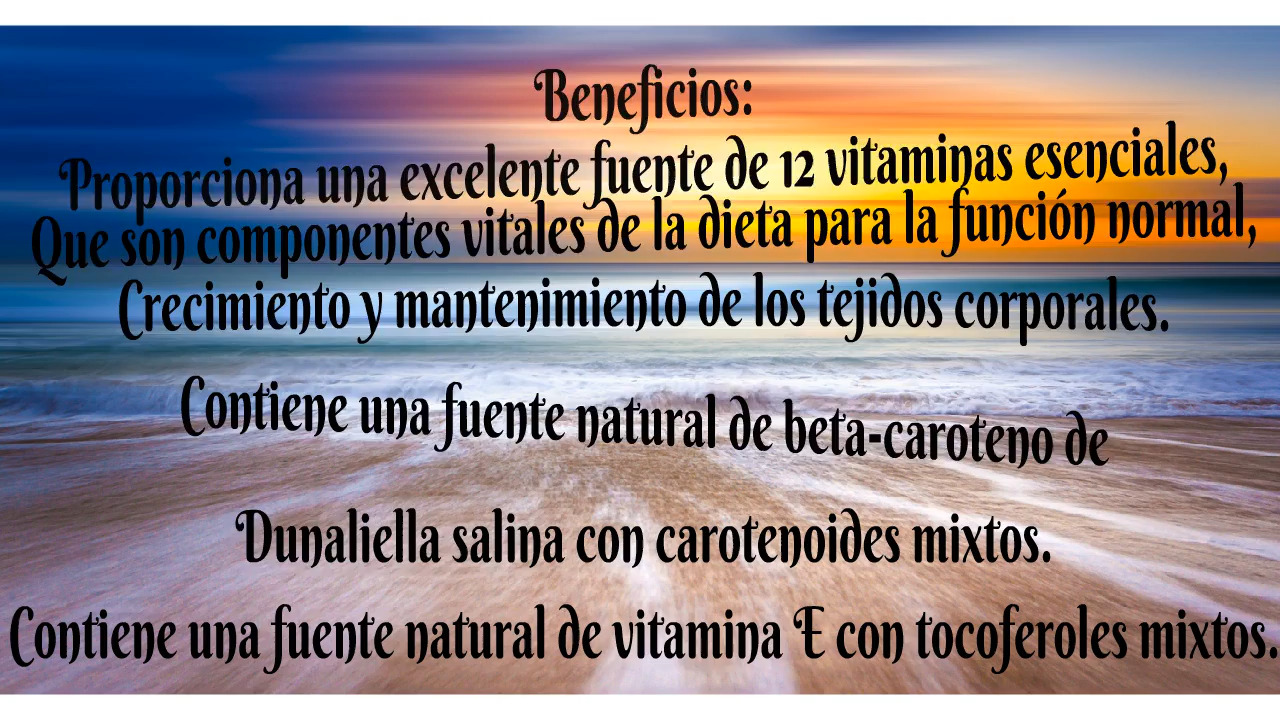 Beneficios:
Proporciona una excelente fuente de 12 vitaminas esenciales,
Que son componentes vitales de la dieta para la función normal,
Crecimiento y mantenimiento de los tejidos corporales.
Contiene una fuente natural de beta-caroteno de
Dunaliella salina con carotenoides mixtos.
Contiene una fuente natural de vitamina E con tocoferoles mixtos.